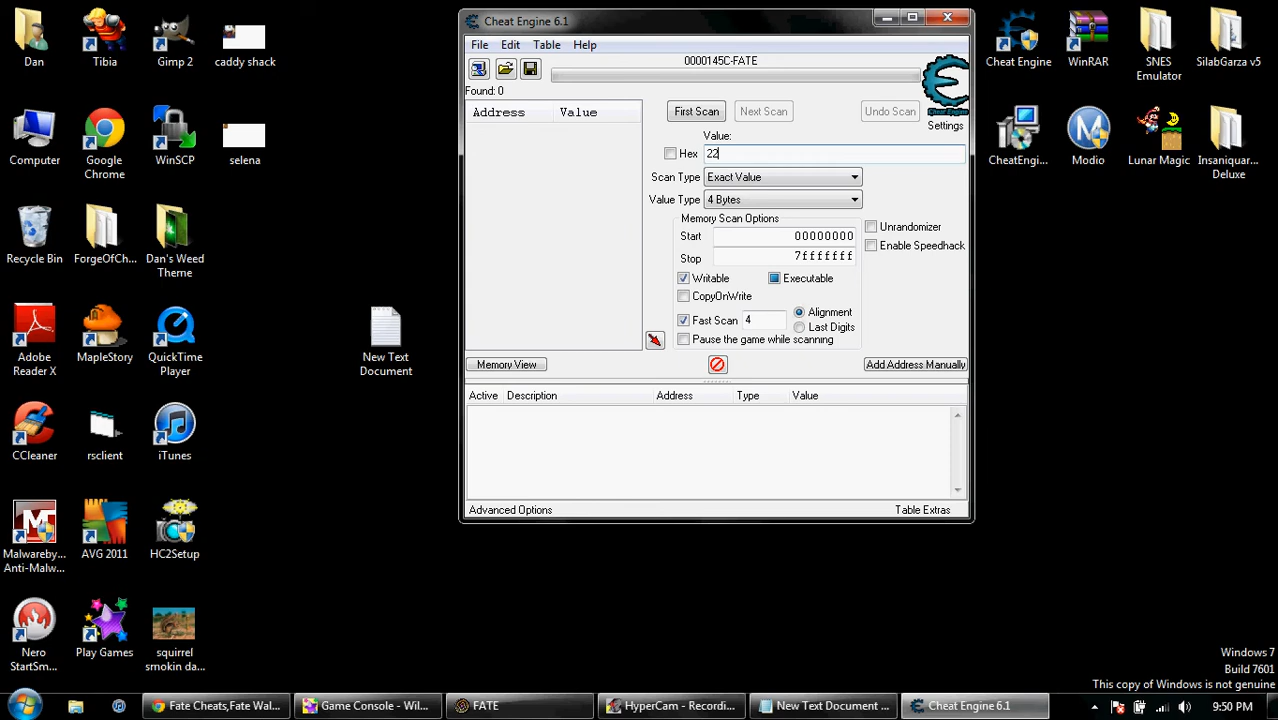 Dan
Tibia
Gimp 2
caddy shack
Computer
Google
Chrome
WinSCP
selena
Recycle Bin
ForgeOfCh...
Dan's Weed
Theme
Adobe
Reader X
MapleStory
QuickTime
Player
New Text
Document
CCleaner
rsclient
iTunes
Malwareby...
Anti-Malw...
AVG 2011
HC2Setup
Nero
StartSm...
Play Games
squirrel
smokin da...
Cheat Engine 6.1
File Edit Table Help
0000145C-FATE
Found: 0
Address Value
First Scan Next Scan Undo Scan
Cheat Engine
Settings
Value:
Hex 22
Scan Type Exact Value
Value Type 4 Bytes
Memory Scan Options
Start 00000000
Stop 7fffffff
Unrandomizer
Enable Speedhack
Writable Executable
CopyOnWrite
Fast Scan 4
Alignment
Last Digits
Pause the game while scanning
Memory View
Add Address Manually
Active Description Address Type Value
Advanced Options Table Extras
Cheat Engine
WinRAR
SNES
Emulator
SilabGarza v5
CheatEngi...
Modio
Lunar Magic
Insaniquar...
Deluxe
Windows 7
Build 7601
This copy of Windows is not genuine
Fate Cheats,Fate Wal...
Game Console - Wil...
FATE
HyperCam - Recordi...
New Text Document ...
Cheat Engine 6.1
9:50 PM